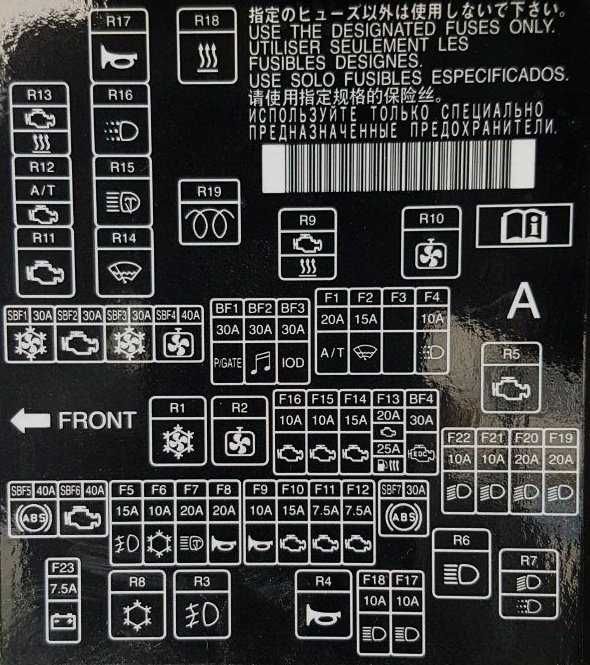 R17
R18
指定のヒューズ以外は使用しないで下さい。
USE THE DESIGNATED FUSES ONLY.
UTILISER SEULEMENT LES
FUSIBLES DESIGNES.
USE SOLO FUSIBLES ESPECIFICADOS.
请使用指定规格的保险丝。
ИСПОЛЬЗУЙТЕ ТОЛЬКО СПЕЦИАЛЬНО
ПРЕДНАЗНАЧЕННЫЕ ПРЕДОХРАНИТЕЛИ.
R13 R16
R12 R15
A/T
R11 R14
R19
R9
R10
A
SBF1 30A SBF2 30A SBF3 30A SBF4 40A
BF1 BF2 BF3
30A 30A 30A
P/GATE IOD
F1 F2 F3 F4
20A 15A 10A
A/T
R5
FRONT
R1 R2
F16 F15 F14 F13 BF4
10A 10A 15A 20A 30A
25A
HEDC
F22 F21 F20 F19
10A 10A 20A 20A
SBF5 40A SBF6 40A
ABS
F5 F6 F7 F8
15A 10A 20A 20A
F9 F10 F11 F12
10A 15A 7.5A 7.5A
SBF7 30A
ABS
R6
R7
F23
7.5A
R8 R3
R4
F18 F17
10A 10A